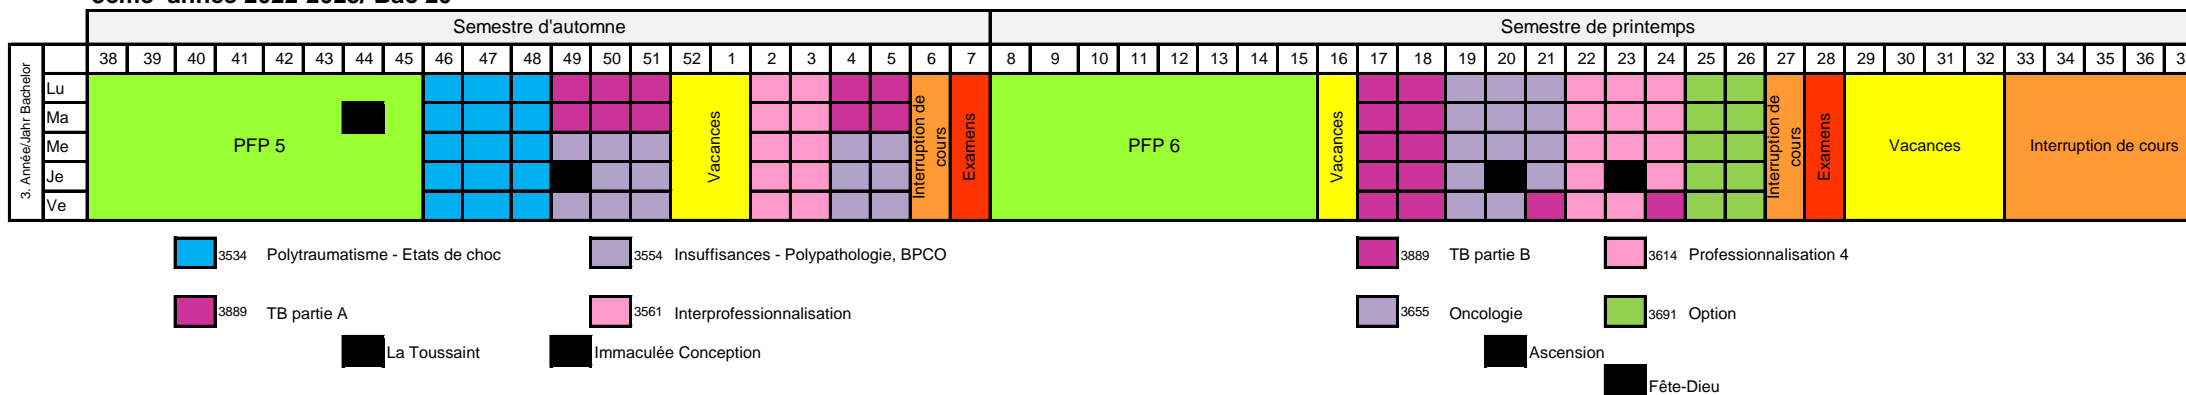 Semestre d'automne Semestre de printemps
38 39 40 41 42 43 44 45 46 47 48 49 50 51 52 1 2 3 4 5 6 7 8 9 10 11 12 13 14 15 16 17 18 19 20 21 22 23 24 25 26 27 28 29 30 31 32 33 34 35 36
3. Année/Jahr Bachelor
Lu
Ma
Me
Je
Ve
PFP 5
Vacances
Interruption de
cours
Examens
PFP 6
Vacances
Interruption de
cours
Examens
Vacances
Interruption de cours
3534 Polytraumatisme - Etats de choc
3554 Insuffisances - Polypathologie, BPCO
3889 TB partie B
3614 Professionnalisation 4
3889 TB partie A
3561 Interprofessionnalisation
3655 Oncologie
3691 Option
La Toussaint
Immaculée Conception
Ascension
Fête-Dieu